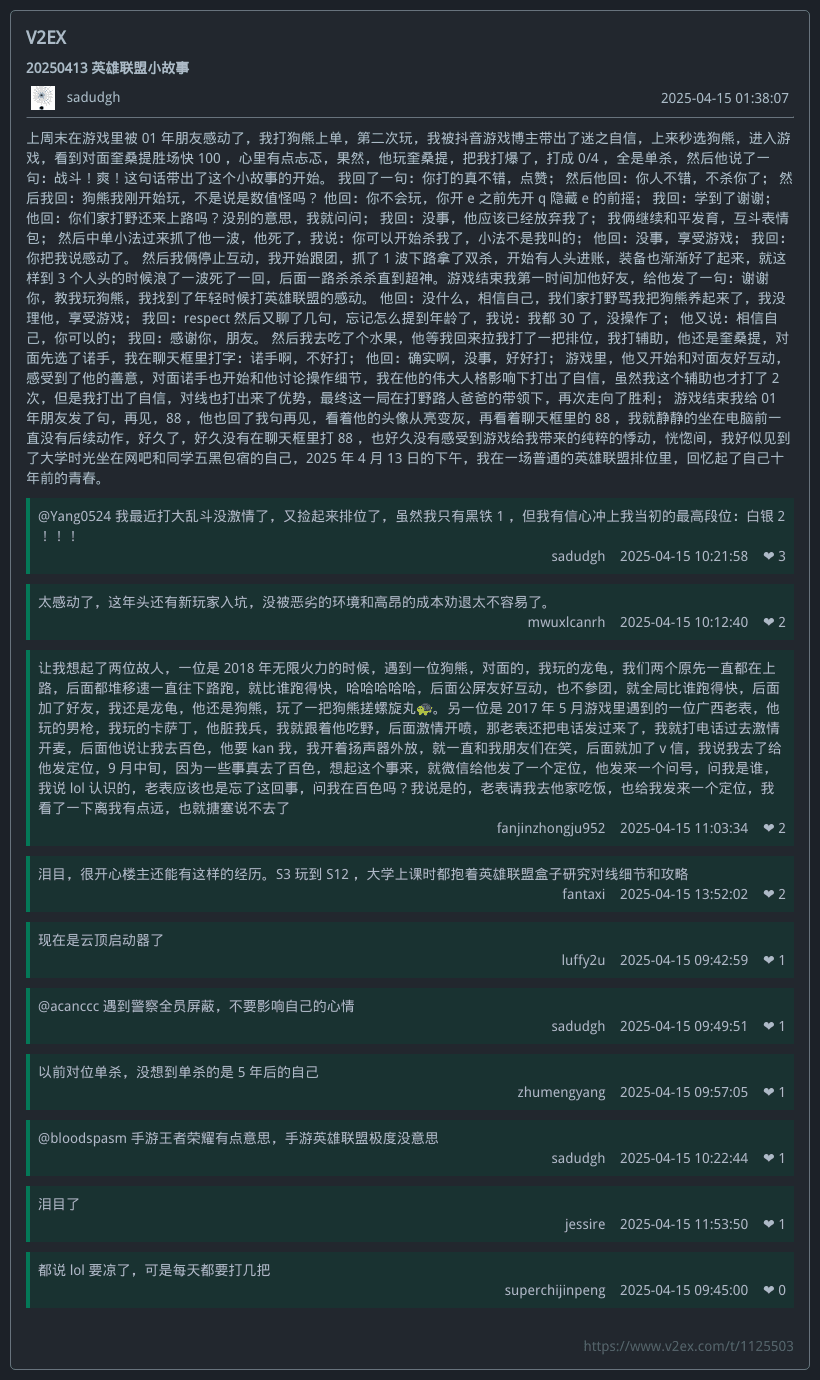 V2EX
20250413 英雄联盟小故事
sadudgh 2025-04-15 01:38:07
上周末在游戏里被 01 年朋友感动了，我打狗熊上单，第二次玩，我被抖音游戏博主带出了迷之自信，上来秒选狗熊，进入游
戏，看到对面奎桑提胜场快 100 ，心里有点忐忑，果然，他玩奎桑提，把我打爆了，打成 0/4 ，全是单杀，然后他说了一
句：战斗！爽！这句话带出了这个小故事的开始。 我回了一句：你打的真不错，点赞； 然后他回：你人不错，不杀你了； 然
后我回：狗熊我刚开始玩，不是说是数值怪吗？ 他回：你不会玩，你开 e 之前先开 q 隐藏 e 的前摇； 我回：学到了谢谢；
他回：你们家打野还来上路吗？没别的意思，我就问问； 我回：没事，他应该已经放弃我了； 我俩继续和平发育，互斗表情
包； 然后中单小法过来抓了他一波，他死了，我说：你可以开始杀我了，小法不是我叫的； 他回：没事，享受游戏； 我回：
你把我说感动了。 然后我俩停止互动，我开始跟团，抓了 1 波下路拿了双杀，开始有人头进账，装备也渐渐好了起来，就这
样到 3 个人头的时候浪了一波死了一回，后面一路杀杀杀直到超神。游戏结束我第一时间加他好友，给他发了一句：谢谢
你，教我玩狗熊，我找到了年轻时候打英雄联盟的感动。 他回：没什么，相信自己，我们家打野骂我把狗熊养起来了，我没
理他，享受游戏； 我回：respect 然后又聊了几句，忘记怎么提到年龄了，我说：我都 30 了，没操作了； 他又说：相信自
己，你可以的； 我回：感谢你，朋友。 然后我去吃了个水果，他等我回来拉我打了一把排位，我打辅助，他还是奎桑提，对
面先选了诺手，我在聊天框里打字：诺手啊，不好打； 他回：确实啊，没事，好好打； 游戏里，他又开始和对面友好互动，
感受到了他的善意，对面诺手也开始和他讨论操作细节，我在他的伟大人格影响下打出了自信，虽然我这个辅助也才打了 2
次，但是我打出了自信，对线也打出来了优势，最终这一局在打野路人爸爸的带领下，再次走向了胜利； 游戏结束我给 01
年朋友发了句，再见，88 ，他也回了我句再见，看着他的头像从亮变灰，再看着聊天框里的 88 ，我就静静的坐在电脑前一
直没有后续动作，好久了，好久没有在聊天框里打 88 ，也好久没有感受到游戏给我带来的纯粹的悸动，恍惚间，我好似见到
了大学时光坐在网吧和同学五黑包宿的自己，2025 年 4 月 13 日的下午，我在一场普通的英雄联盟排位里，回忆起了自己十
年前的青春。
@Yang0524 我最近打大乱斗没激情了，又捡起来排位了，虽然我只有黑铁 1 ，但我有信心冲上我当初的最高段位：白银 2
！！！
sadudgh 2025-04-15 10:21:58 ❤ 3
太感动了，这年头还有新玩家入坑，没被恶劣的环境和高昂的成本劝退太不容易了。
mwuxlcanrh 2025-04-15 10:12:40 ❤ 2
让我想起了两位故人，一位是 2018 年无限火力的时候，遇到一位狗熊，对面的，我玩的龙龟，我们两个原先一直都在上
路，后面都堆移速一直往下路跑，就比谁跑得快，哈哈哈哈哈，后面公屏友好互动，也不参团，就全局比谁跑得快，后面
加了好友，我还是龙龟，他还是狗熊，玩了一把狗熊搓螺旋丸🐢。另一位是 2017 年 5 月游戏里遇到的一位广西老表，他
玩的男枪，我玩的卡萨丁，他脏我兵，我就跟着他吃野，后面激情开喷，那老表还把电话发过来了，我就打电话过去激情
开麦，后面他说让我去百色，他要 kan 我，我开着扬声器外放，就一直和我朋友们在笑，后面就加了 v 信，我说我去了给
他发定位，9 月中旬，因为一些事真去了百色，想起这个事来，就微信给他发了一个定位，他发来一个问号，问我是谁，
我说 lol 认识的，老表应该也是忘了这回事，问我在百色吗？我说是的，老表请我去他家吃饭，也给我发来一个定位，我
看了一下离我有点远，也就搪塞说不去了
fanjinzhongju952 2025-04-15 11:03:34 ❤ 2
泪目，很开心楼主还能有这样的经历。S3 玩到 S12 ，大学上课时都抱着英雄联盟盒子研究对线细节和攻略
fantaxi 2025-04-15 13:52:02 ❤ 2
现在是云顶启动器了
luffy2u 2025-04-15 09:42:59 ❤ 1
@acanccc 遇到警察全员屏蔽，不要影响自己的心情
sadudgh 2025-04-15 09:49:51 ❤ 1
以前对位单杀，没想到单杀的是 5 年后的自己
zhumengyang 2025-04-15 09:57:05 ❤ 1
@bloodspasm 手游王者荣耀有点意思，手游英雄联盟极度没意思
sadudgh 2025-04-15 10:22:44 ❤ 1
泪目了
jessire 2025-04-15 11:53:50 ❤ 1
都说 lol 要凉了，可是每天都要打几把
superchijinpeng 2025-04-15 09:45:00 ❤ 0
https://www.v2ex.com/t/1125503